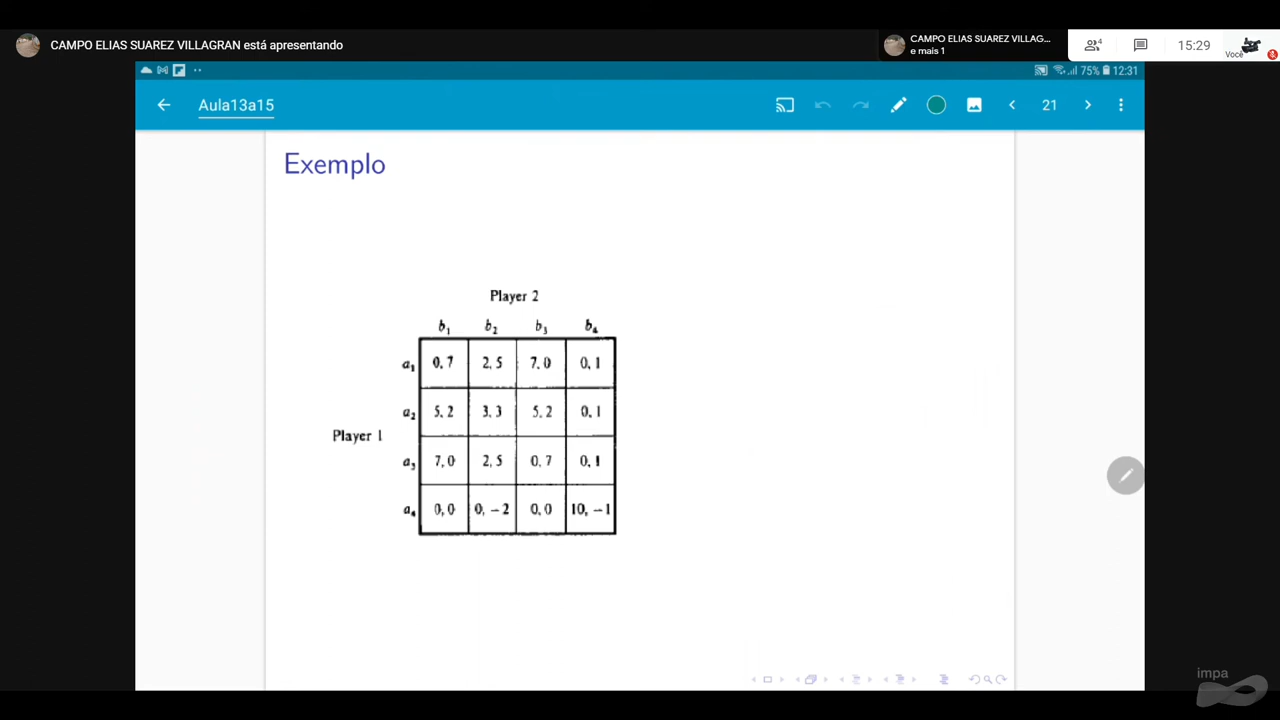 CAMPO ELIAS SUAREZ VILLAGRAN está apresentando
CAMPO ELIAS SUAREZ VILLAG...
e mais 1
4
15:29
Você
75% 12:31
Aula13a15
21
Exemplo
Player 2
b₁ b₂ b₃ b₄
a₁ 0, 7 2, 5 7, 0 0, 1
a₂ 5, 2 3, 3 5, 2 0, 1
Player 1
a₃ 7, 0 2, 5 0, 7 0, 1
a₄ 0, 0 0, −2 0, 0 10, −1
impa